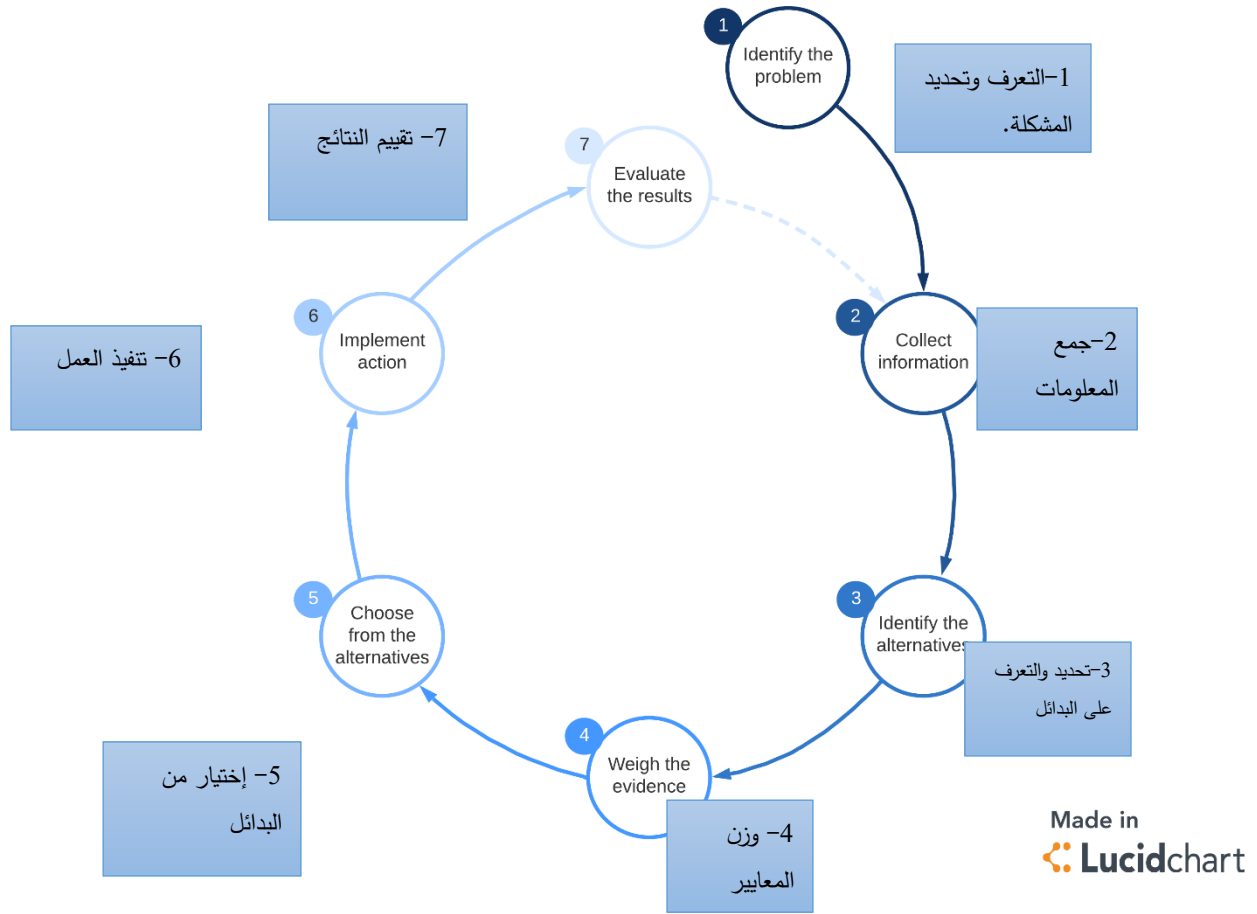 1
Identify the
problem
1–التعرف وتحديد
المشكلة.
7– تقييم النتائج
7
Evaluate
the results
6
Implement
action
6– تنفيذ العمل
2
Collect
information
2–جمع
المعلومات
5
Choose
from the
alternatives
3
Identify the
alternatives
3–تحديد والتعرف
على البدائل
4
Weigh the
evidence
5– إختيار من
البدائل
4– وزن
المعايير
Made in
Lucidchart